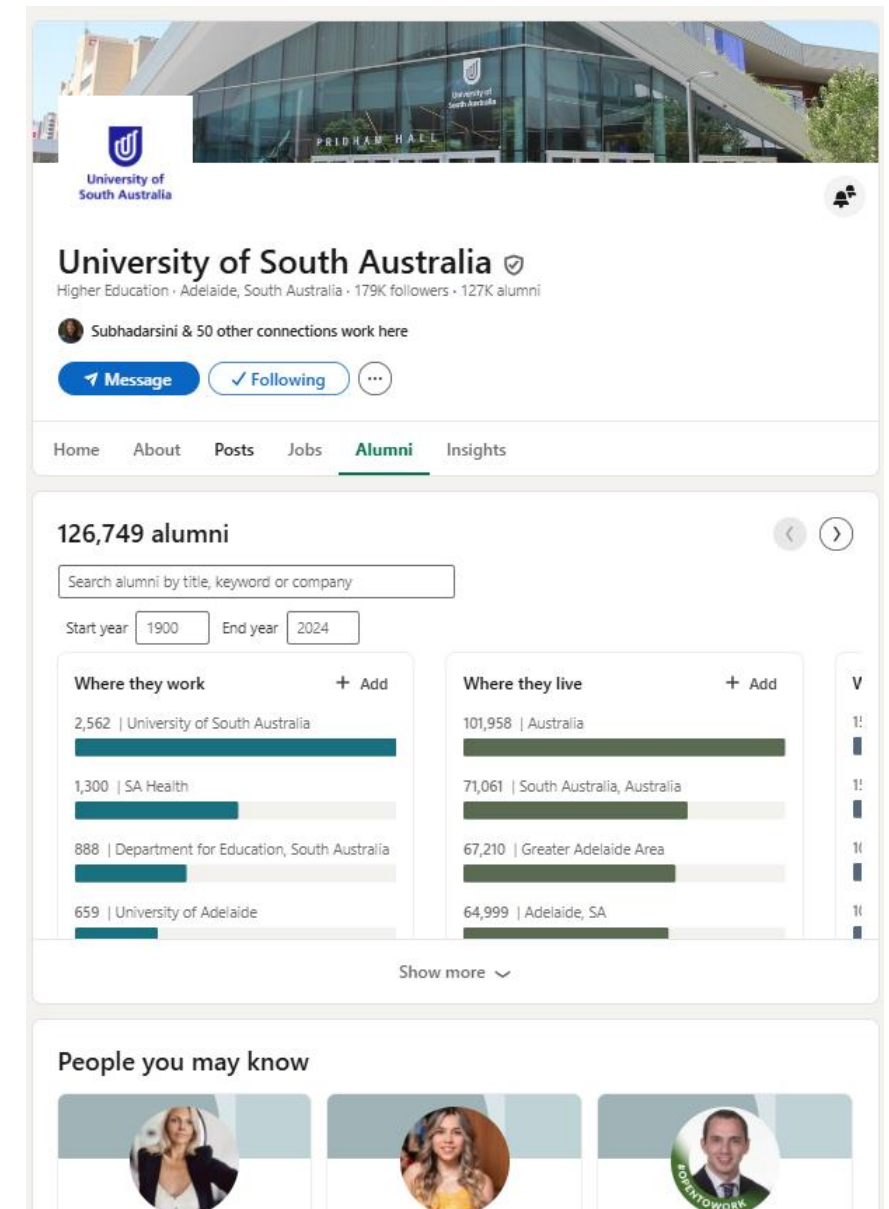 University of
South Australia
PRIDHAM HALL
University of
South Australia
University of South Australia
Higher Education · Adelaide, South Australia · 179K followers · 127K alumni
Subhadarsini & 50 other connections work here
Message
Following
Home About Posts Jobs Alumni Insights
126,749 alumni
Search alumni by title, keyword or company
Start year 1900 End year 2024
Where they work + Add
2,562 | University of South Australia
1,300 | SA Health
888 | Department for Education, South Australia
659 | University of Adelaide
Where they live + Add
101,958 | Australia
71,061 | South Australia, Australia
67,210 | Greater Adelaide Area
64,999 | Adelaide, SA
Show more
People you may know
#OPENTOWORK